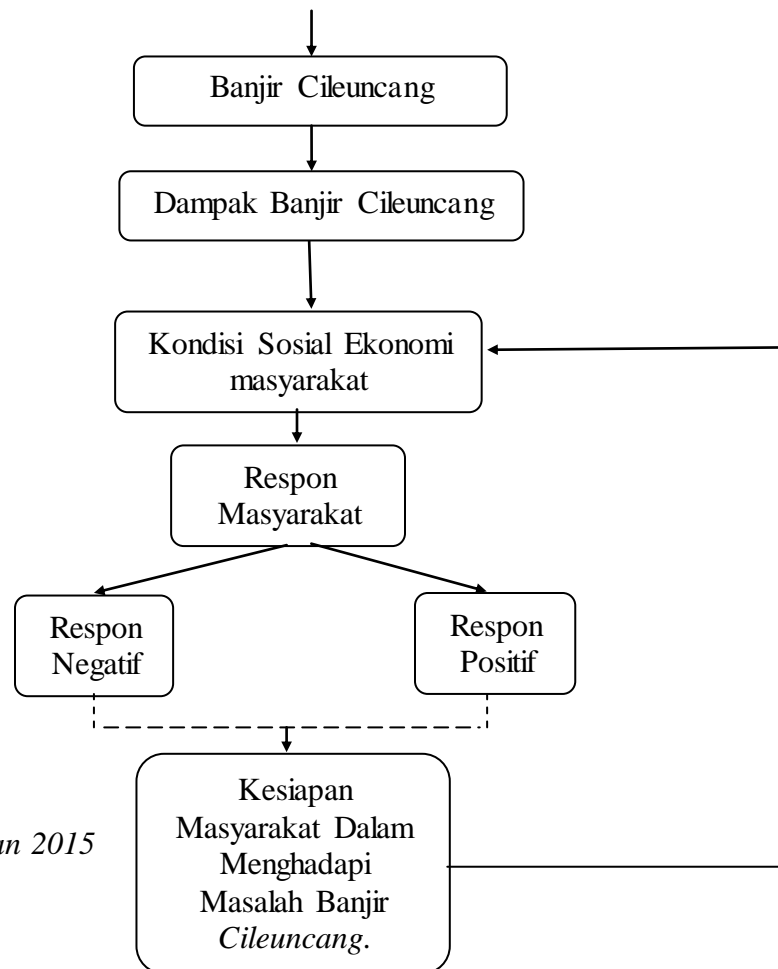 Banjir Cileuncang
Dampak Banjir Cileuncang
Kondisi Sosial Ekonomi
masyarakat
Respon
Masyarakat
Respon
Negatif
Respon
Positif
Kesiapan
Masyarakat Dalam
Menghadapi
Masalah Banjir
Cileuncang.
2015